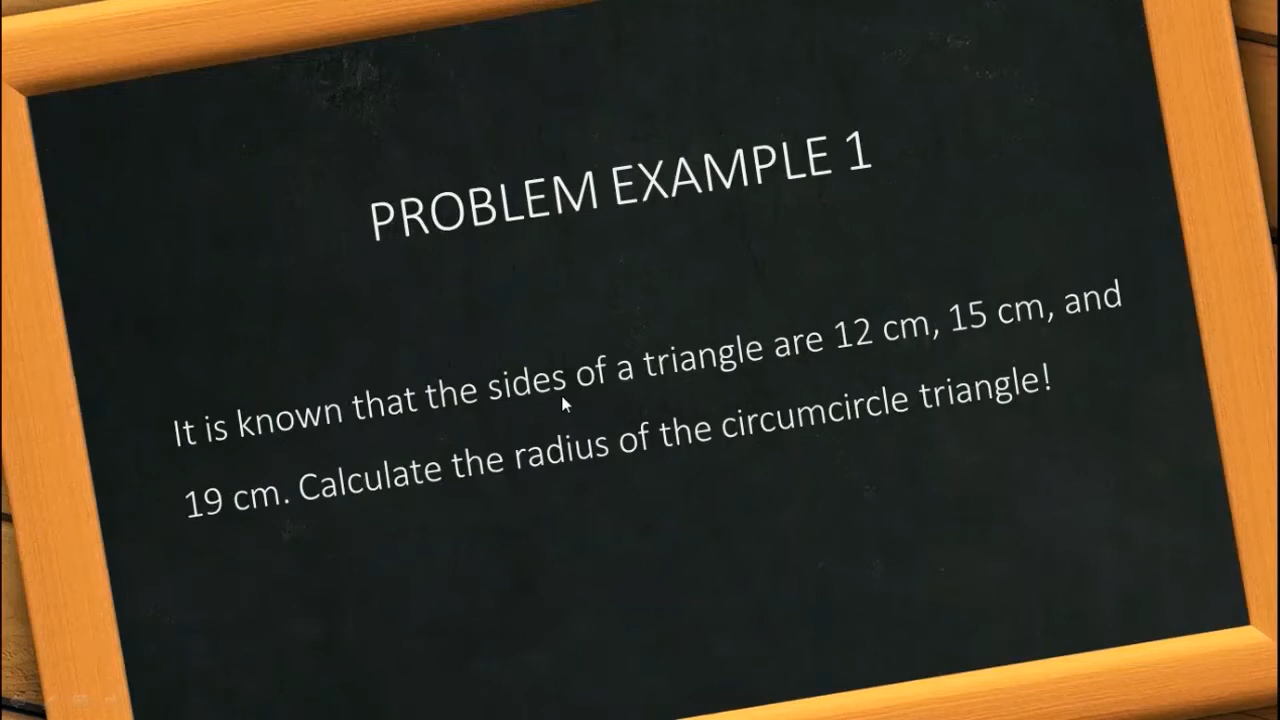 PROBLEM EXAMPLE 1
It is known that the sides of a triangle are 12 cm, 15 cm, and
19 cm. Calculate the radius of the circumcircle triangle!